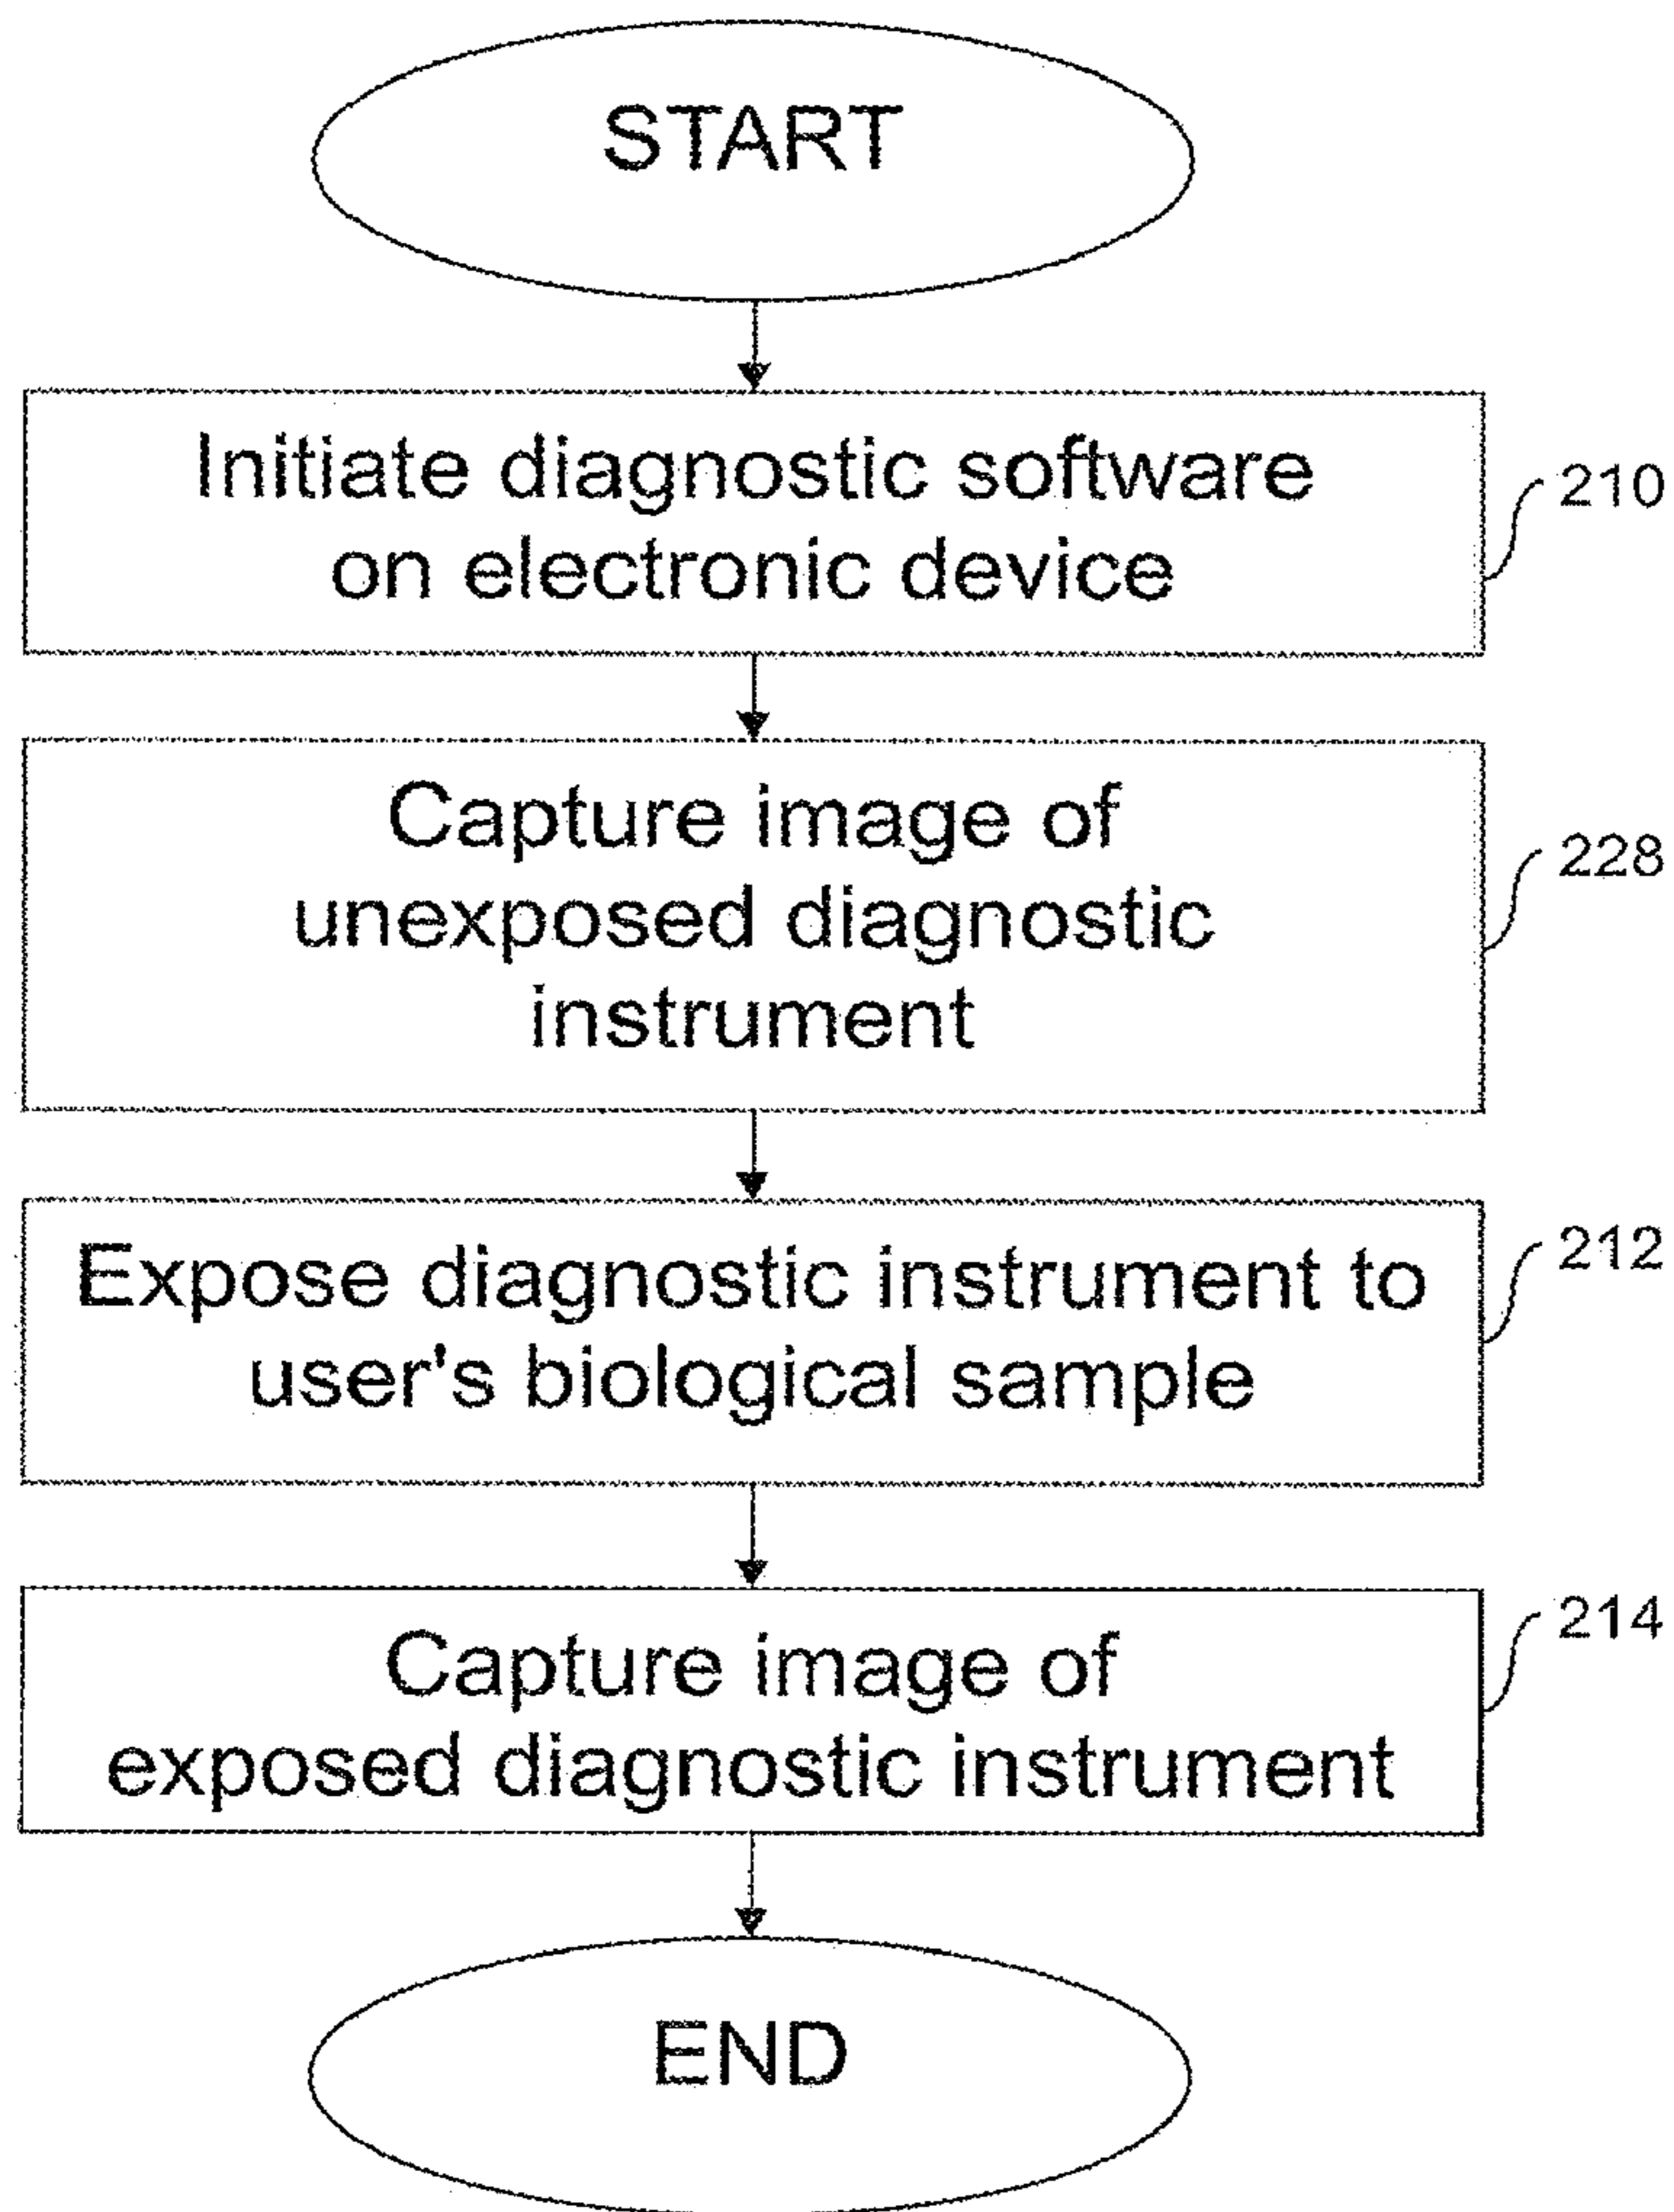 START
Initiate diagnostic software
on electronic device
210
Capture image of
unexposed diagnostic
instrument
228
Expose diagnostic instrument to
user's biological sample
212
Capture image of
exposed diagnostic instrument
214
END